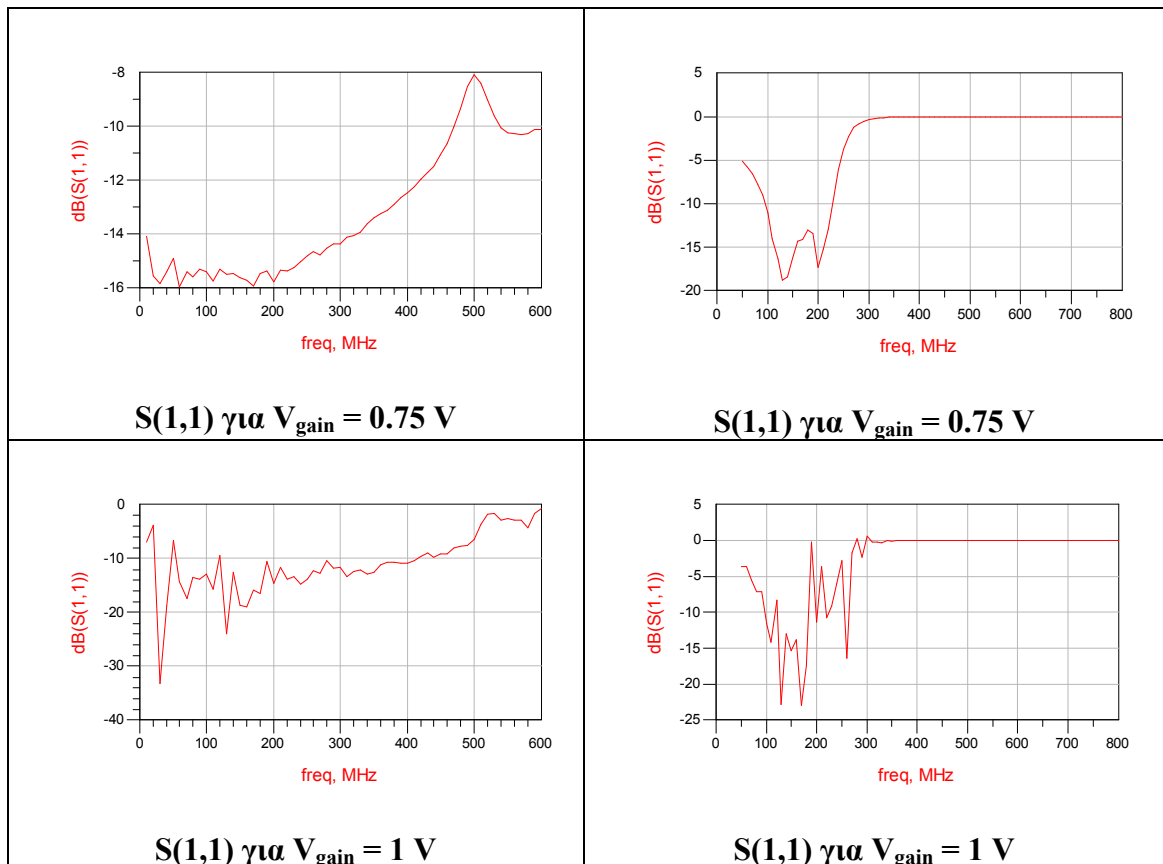 -8
-10
-12
-14
-16
0 100 200 300 400 500 600
dB(S(1,1))
freq, MHz
S(1,1) για Vgain = 0.75 V
5
0
-5
-10
-15
-20
0 100 200 300 400 500 600 700 800
dB(S(1,1))
freq, MHz
S(1,1) για Vgain = 0.75 V
0
-10
-20
-30
-40
0 100 200 300 400 500 600
dB(S(1,1))
freq, MHz
S(1,1) για Vgain = 1 V
5
0
-5
-10
-15
-20
-25
0 100 200 300 400 500 600 700 800
dB(S(1,1))
freq, MHz
S(1,1) για Vgain = 1 V